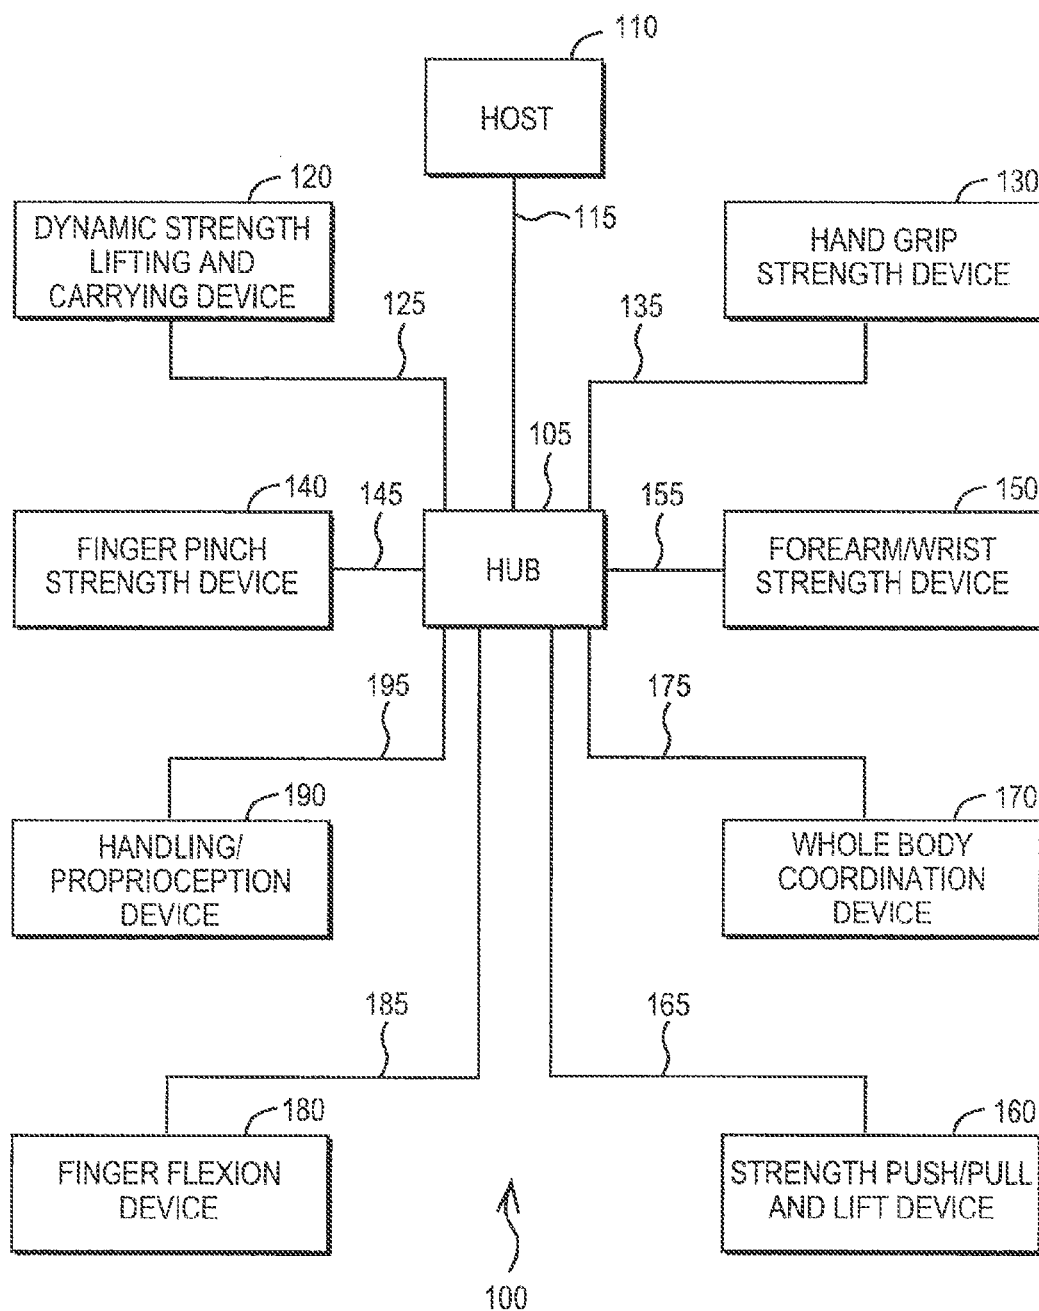 110
HOST
115
120
DYNAMIC STRENGTH
LIFTING AND
CARRYING DEVICE
130
HAND GRIP
STRENGTH DEVICE
125
135
105
HUB
140
145
FINGER PINCH
STRENGTH DEVICE
155
150
FOREARM/WRIST
STRENGTH DEVICE
195
175
190
HANDLING/
PROPRIOCEPTION
DEVICE
170
WHOLE BODY
COORDINATION
DEVICE
185
165
180
FINGER FLEXION
DEVICE
160
STRENGTH PUSH/PULL
AND LIFT DEVICE
100